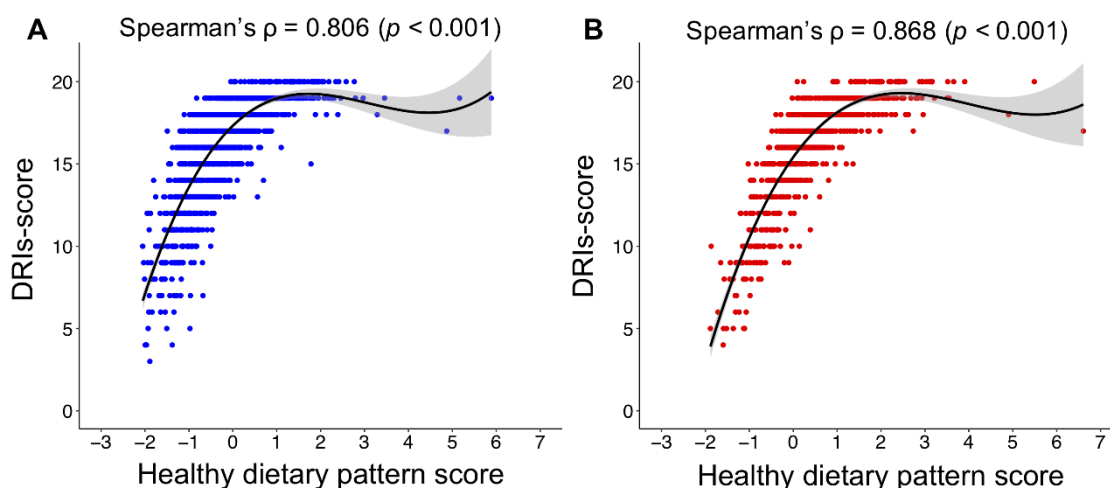 A
Spearman’s ρ = 0.806 (p < 0.001)
DRIs-score
20
15
10
5
0
−3 −2 −1 0 1 2 3 4 5 6 7
Healthy dietary pattern score
B
Spearman’s ρ = 0.868 (p < 0.001)
DRIs-score
20
15
10
5
0
−3 −2 −1 0 1 2 3 4 5 6 7
Healthy dietary pattern score